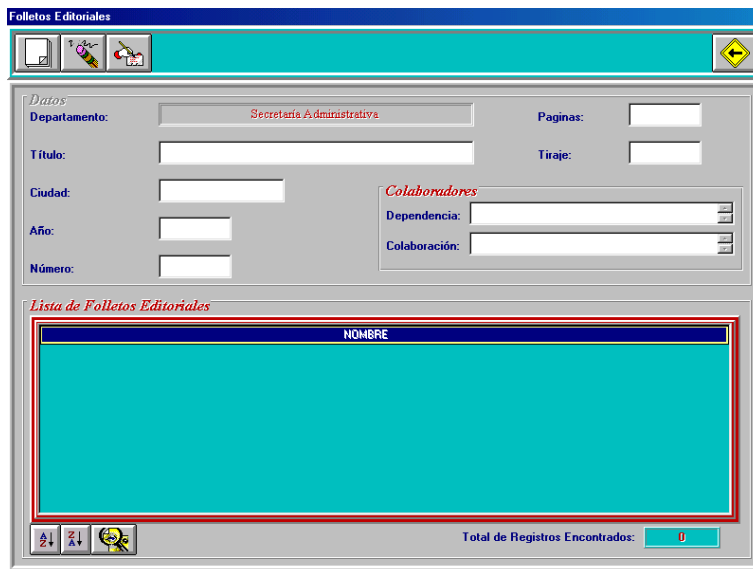 Folletos Editoriales
Datos
Departamento: Secretaría Administrativa Paginas:
Título: Tiraje:
Ciudad: Colaboradores
Dependencia:
Año:
Colaboración:
Número:
Lista de Folletos Editoriales
NOMBRE
A Z Z A Total de Registros Encontrados: 0